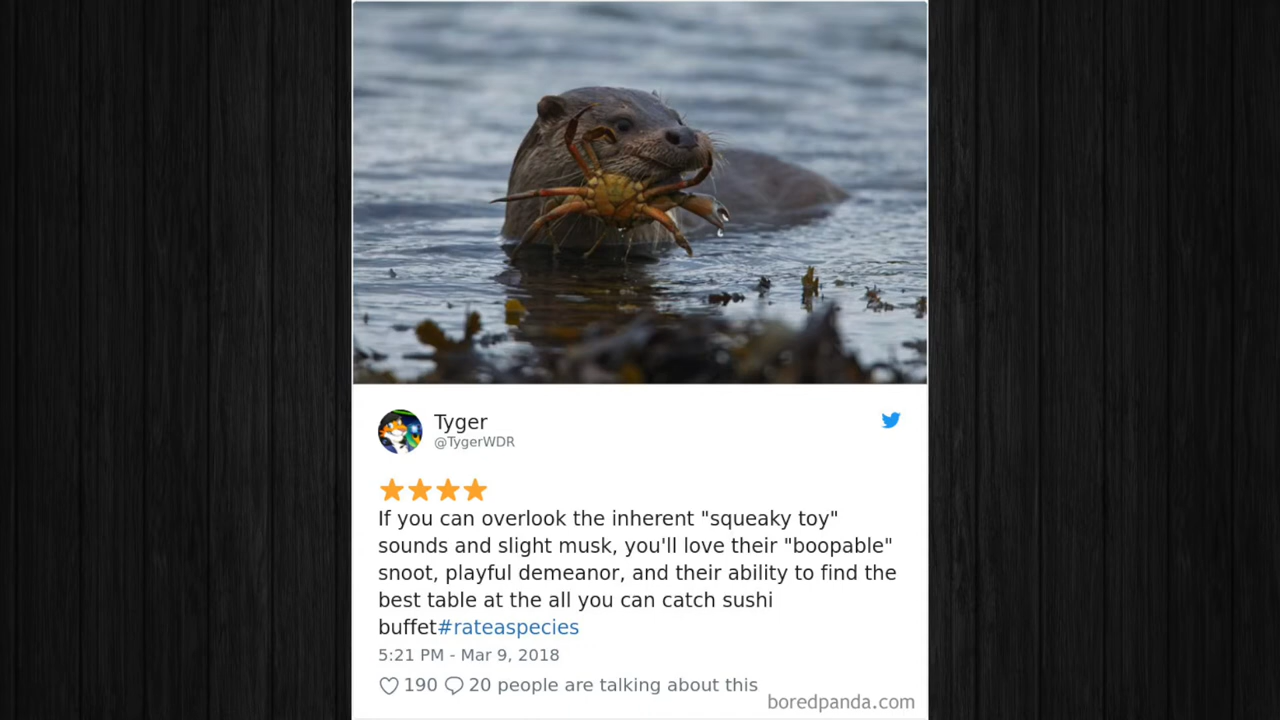 Tyger
@TygerWDR
If you can overlook the inherent "squeaky toy"
sounds and slight musk, you'll love their "boopable"
snoot, playful demeanor, and their ability to find the
best table at the all you can catch sushi
buffet#rateaspecies
5:21 PM - Mar 9, 2018
190 20 people are talking about this
boredpanda.com